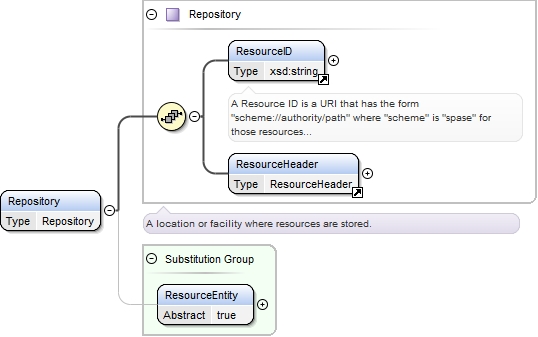 Repository
ResourceID
Type xsd:string
A Resource ID is a URI that has the form
"scheme://authority/path" where "scheme" is "spase" for
those resources...
ResourceHeader
Type ResourceHeader
Repository
Type Repository
A location or facility where resources are stored.
Substitution Group
ResourceEntity
Abstract true